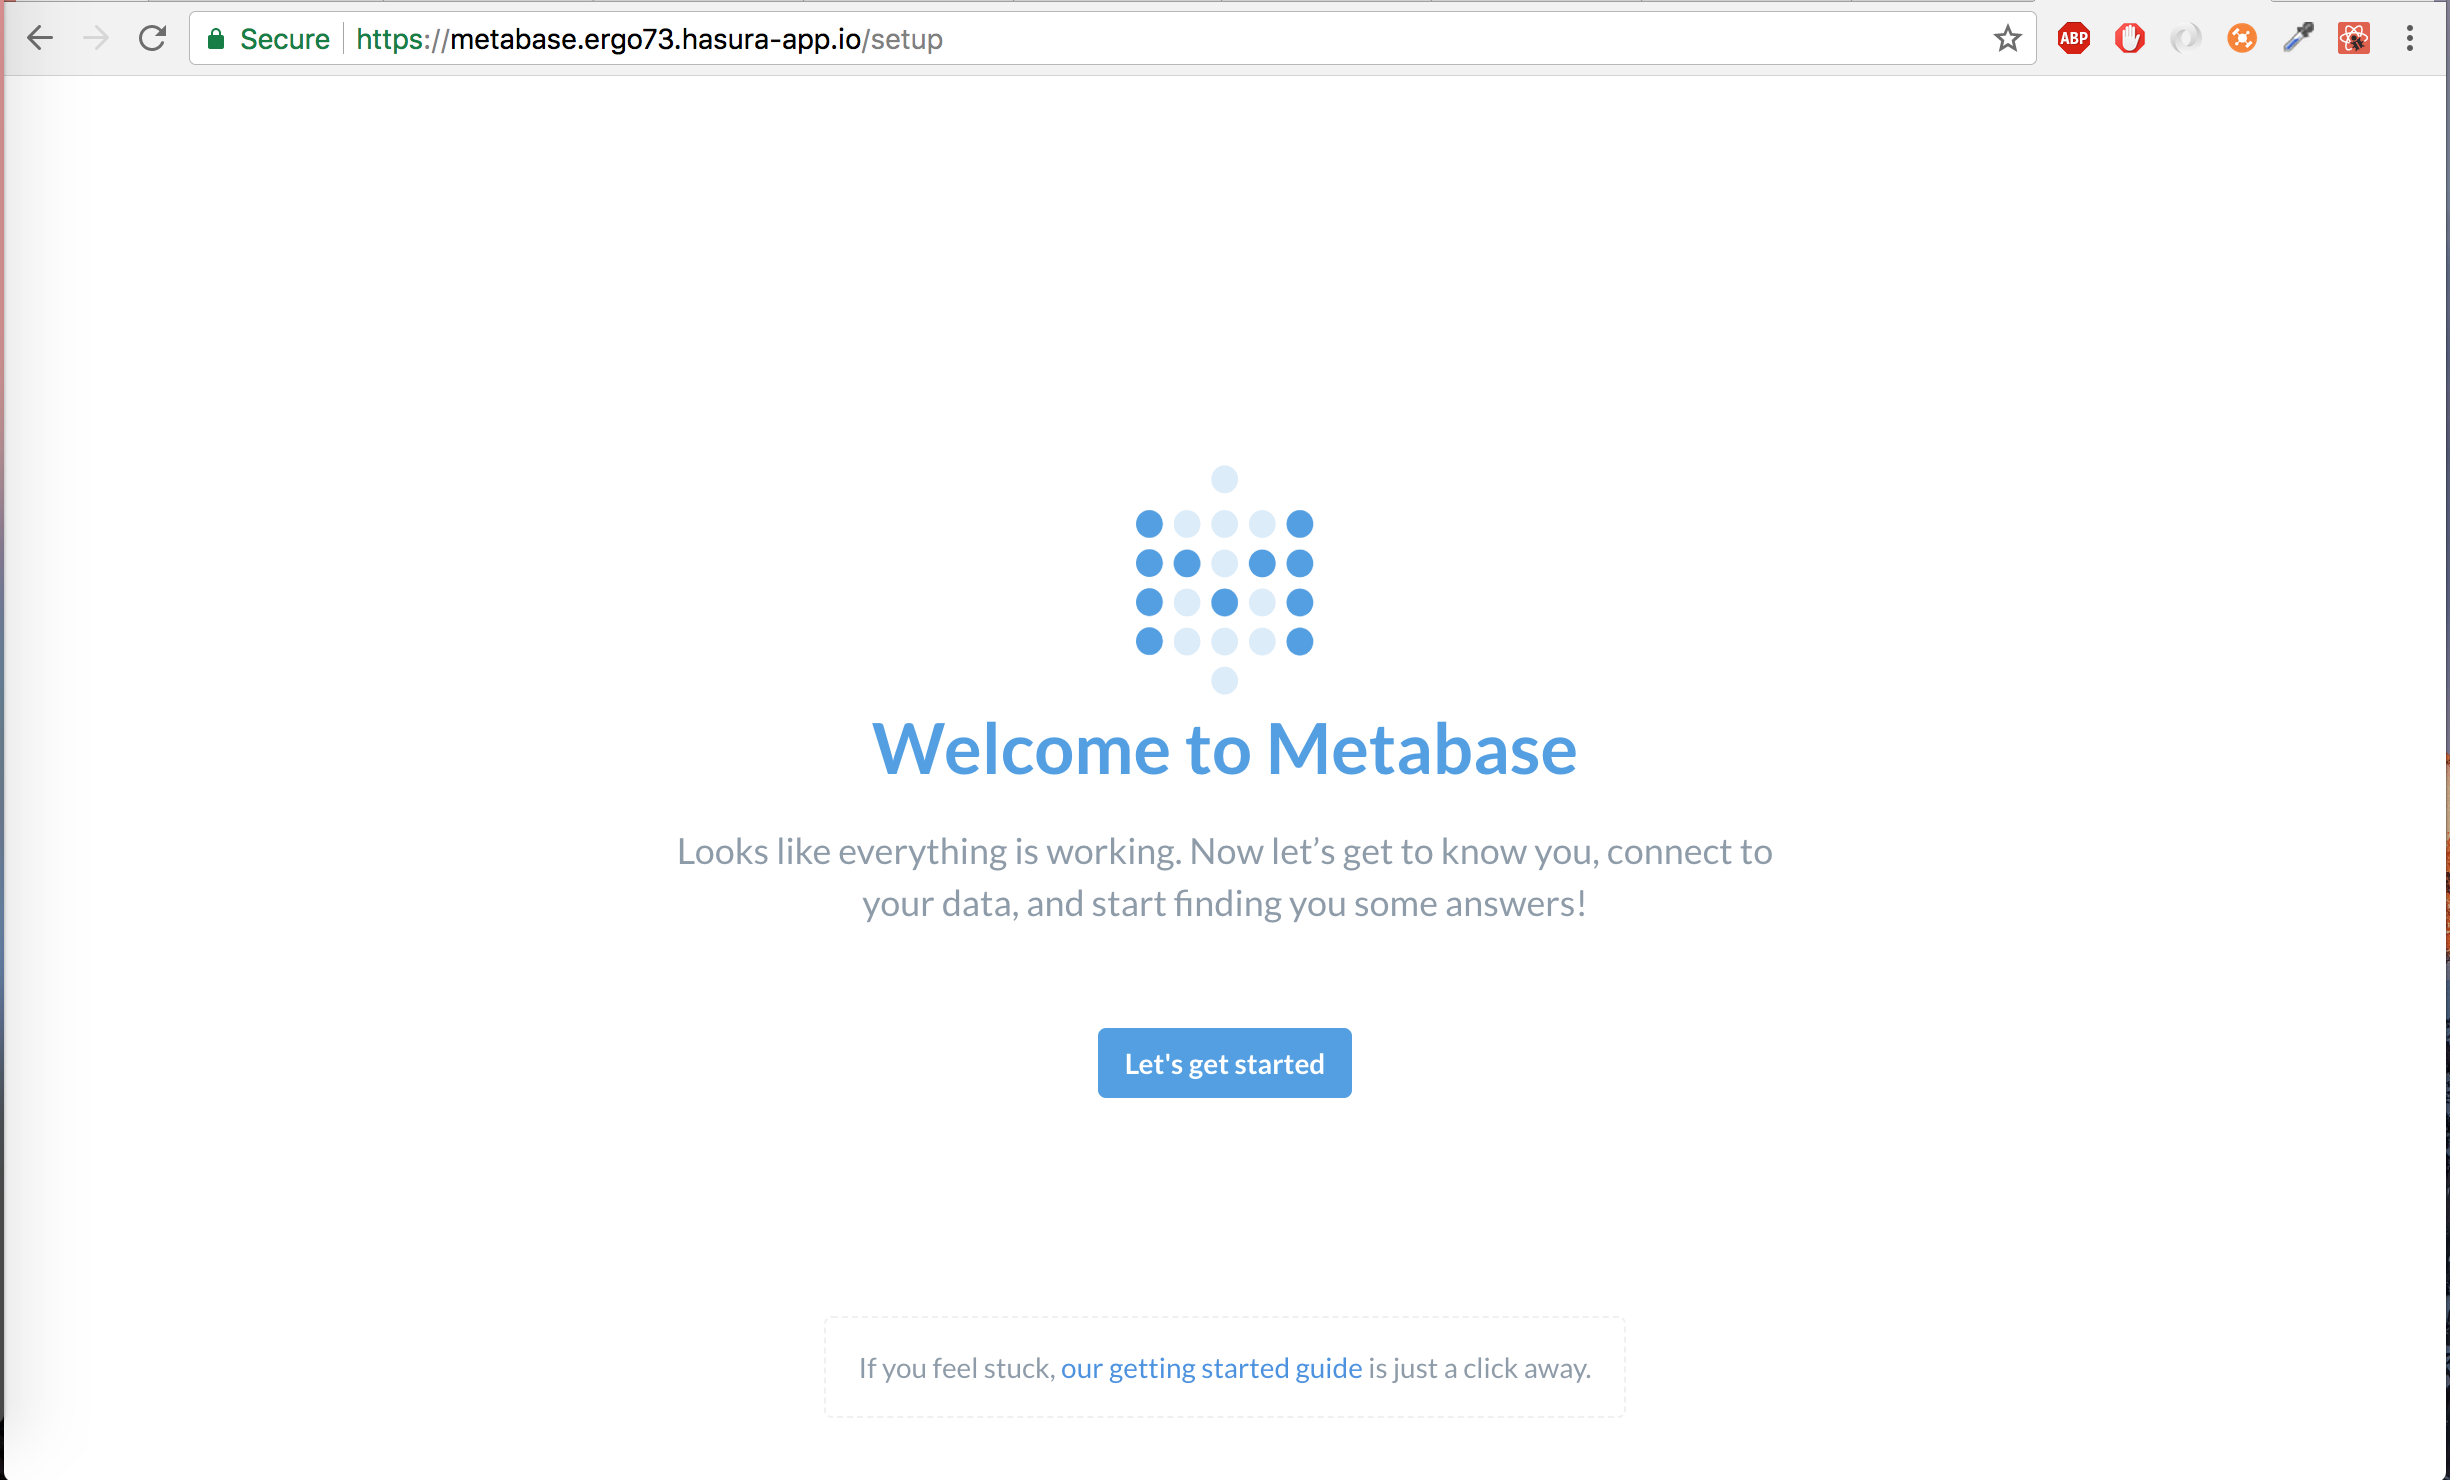 Secure https://metabase.ergo73.hasura-app.io/setup
ABP
Welcome to Metabase
Looks like everything is working. Now let’s get to know you, connect to
your data, and start finding you some answers!
Let's get started
If you feel stuck, our getting started guide is just a click away.